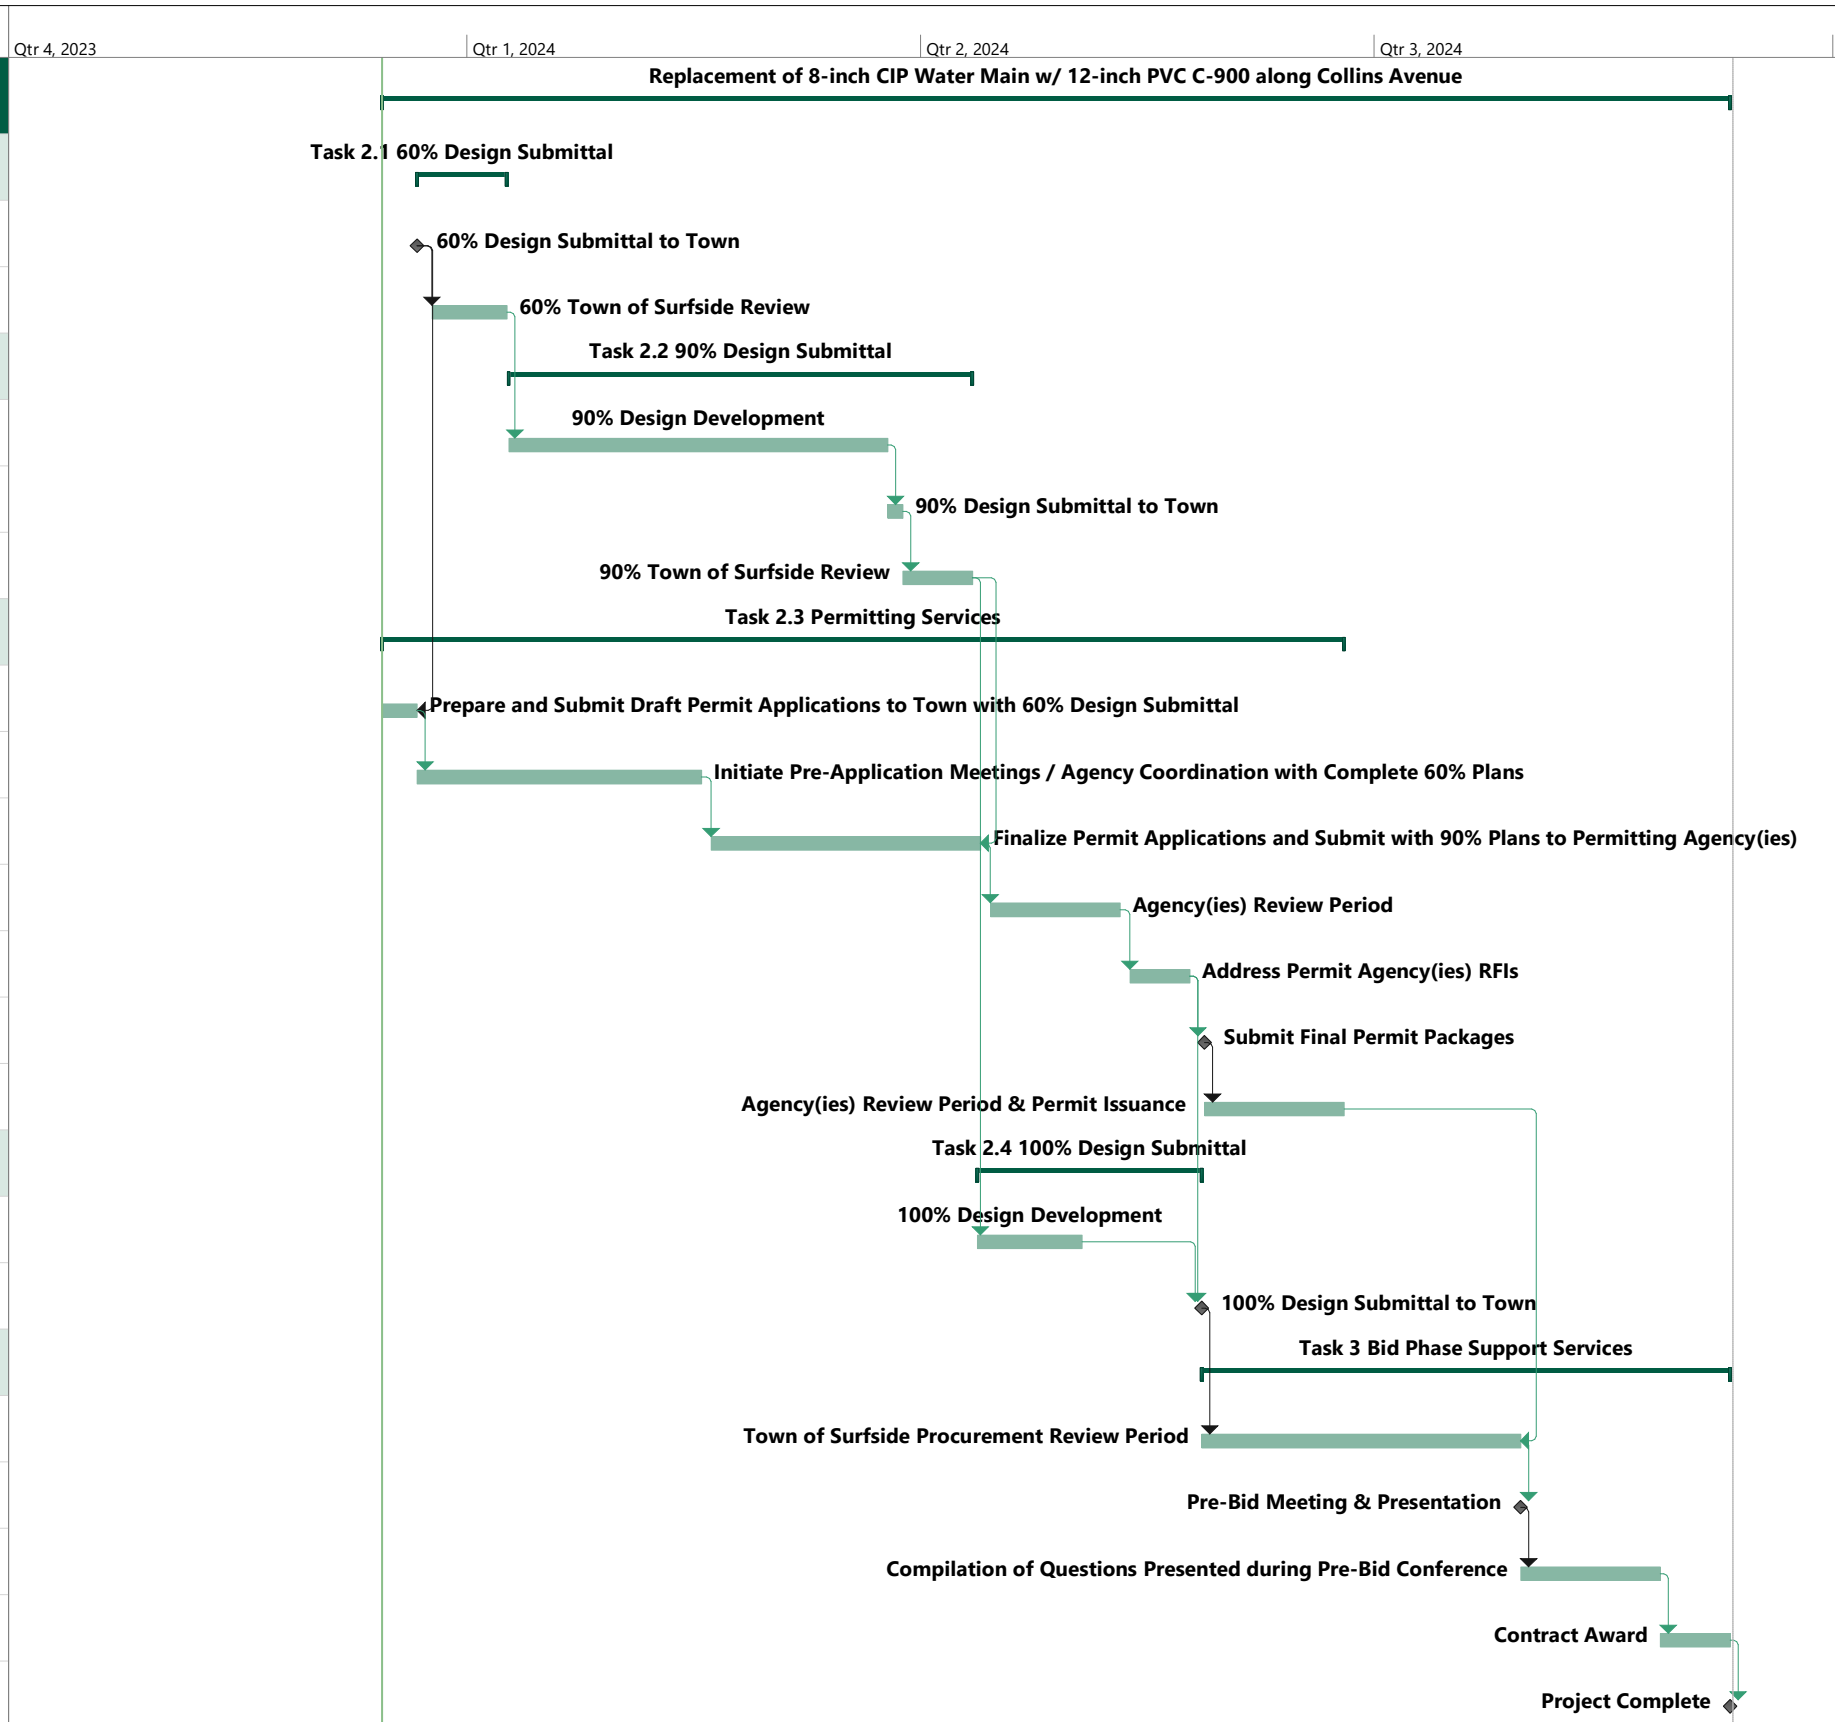 Qtr 4, 2023
Qtr 1, 2024
Qtr 2, 2024
Qtr 3, 2024
Replacement of 8-inch CIP Water Main w/ 12-inch PVC C-900 along Collins Avenue
Task 2.1 60% Design Submittal
60% Design Submittal to Town
60% Town of Surfside Review
Task 2.2 90% Design Submittal
90% Design Development
90% Design Submittal to Town
90% Town of Surfside Review
Task 2.3 Permitting Services
Prepare and Submit Draft Permit Applications to Town with 60% Design Submittal
Initiate Pre-Application Meetings / Agency Coordination with Complete 60% Plans
Finalize Permit Applications and Submit with 90% Plans to Permitting Agency(ies)
Agency(ies) Review Period
Address Permit Agency(ies) RFIs
Submit Final Permit Packages
Agency(ies) Review Period & Permit Issuance
Task 2.4 100% Design Submittal
100% Design Development
100% Design Submittal to Town
Task 3 Bid Phase Support Services
Town of Surfside Procurement Review Period
Pre-Bid Meeting & Presentation
Compilation of Questions Presented during Pre-Bid Conference
Contract Award
Project Complete